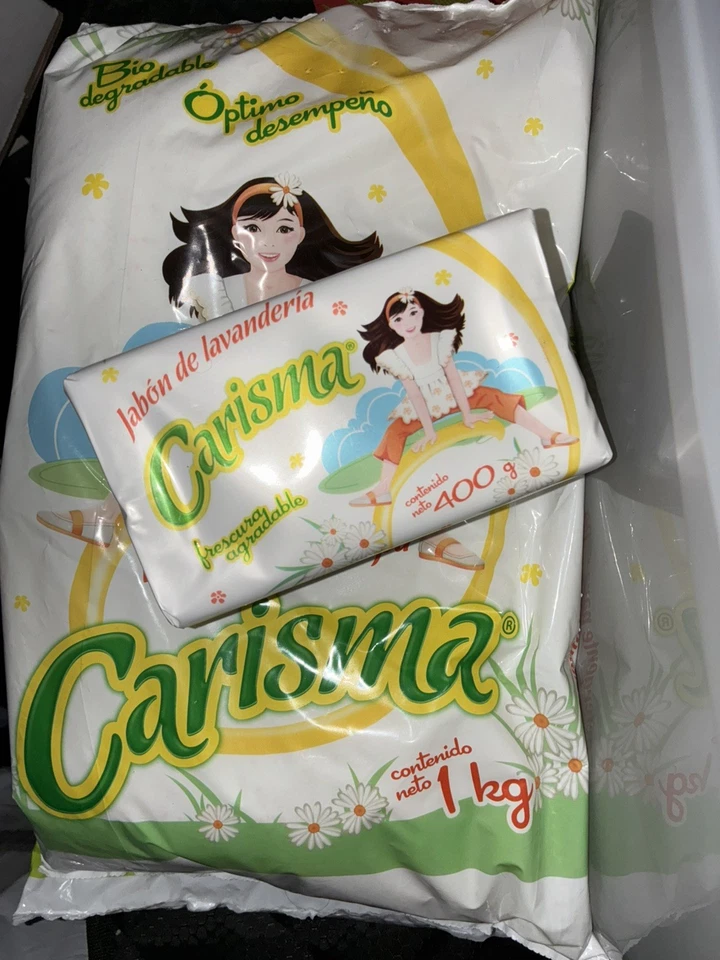 Bio
degradable
Óptimo
desempeño
Jabón de lavandería
Carisma®
frescura
agradable
contenido
neto 400 g
Carisma®
contenido
neto 1 kg